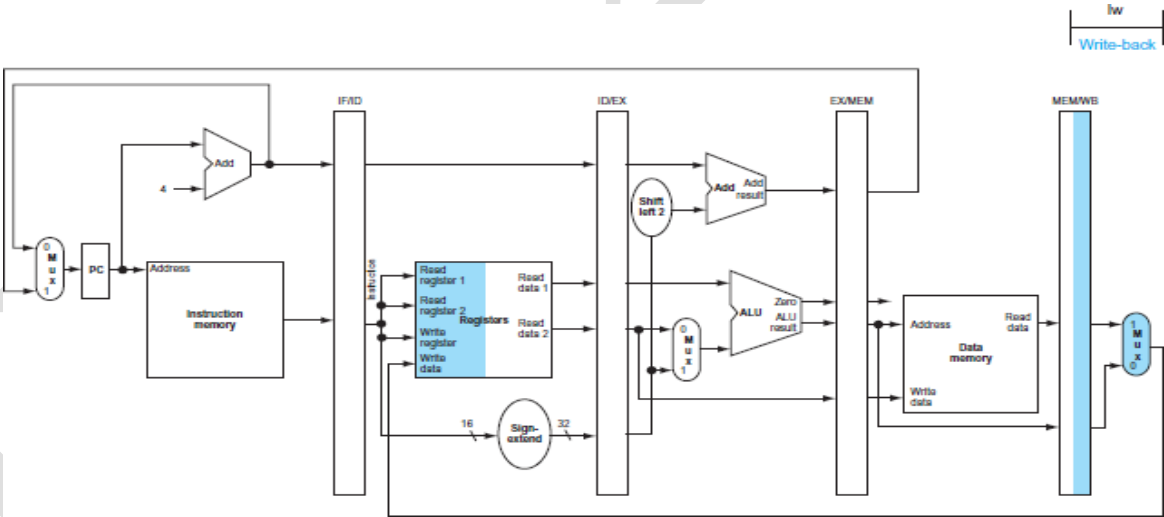 lw
Write-back
IF/ID
ID/EX
EX/MEM
MEM/WB
Add
4
Shift
left 2
Add
Add
result
0
M
u
x
1
PC
Address
Instruction
memory
Instruction
Read
register 1
Read
register 2
Registers
Write
register
Write
data
Read
data 1
Read
data 2
0
M
u
x
1
ALU
Zero
ALU
result
Address
Read
data
Data
memory
Write
data
1
M
u
x
0
16
Sign-
extend
32